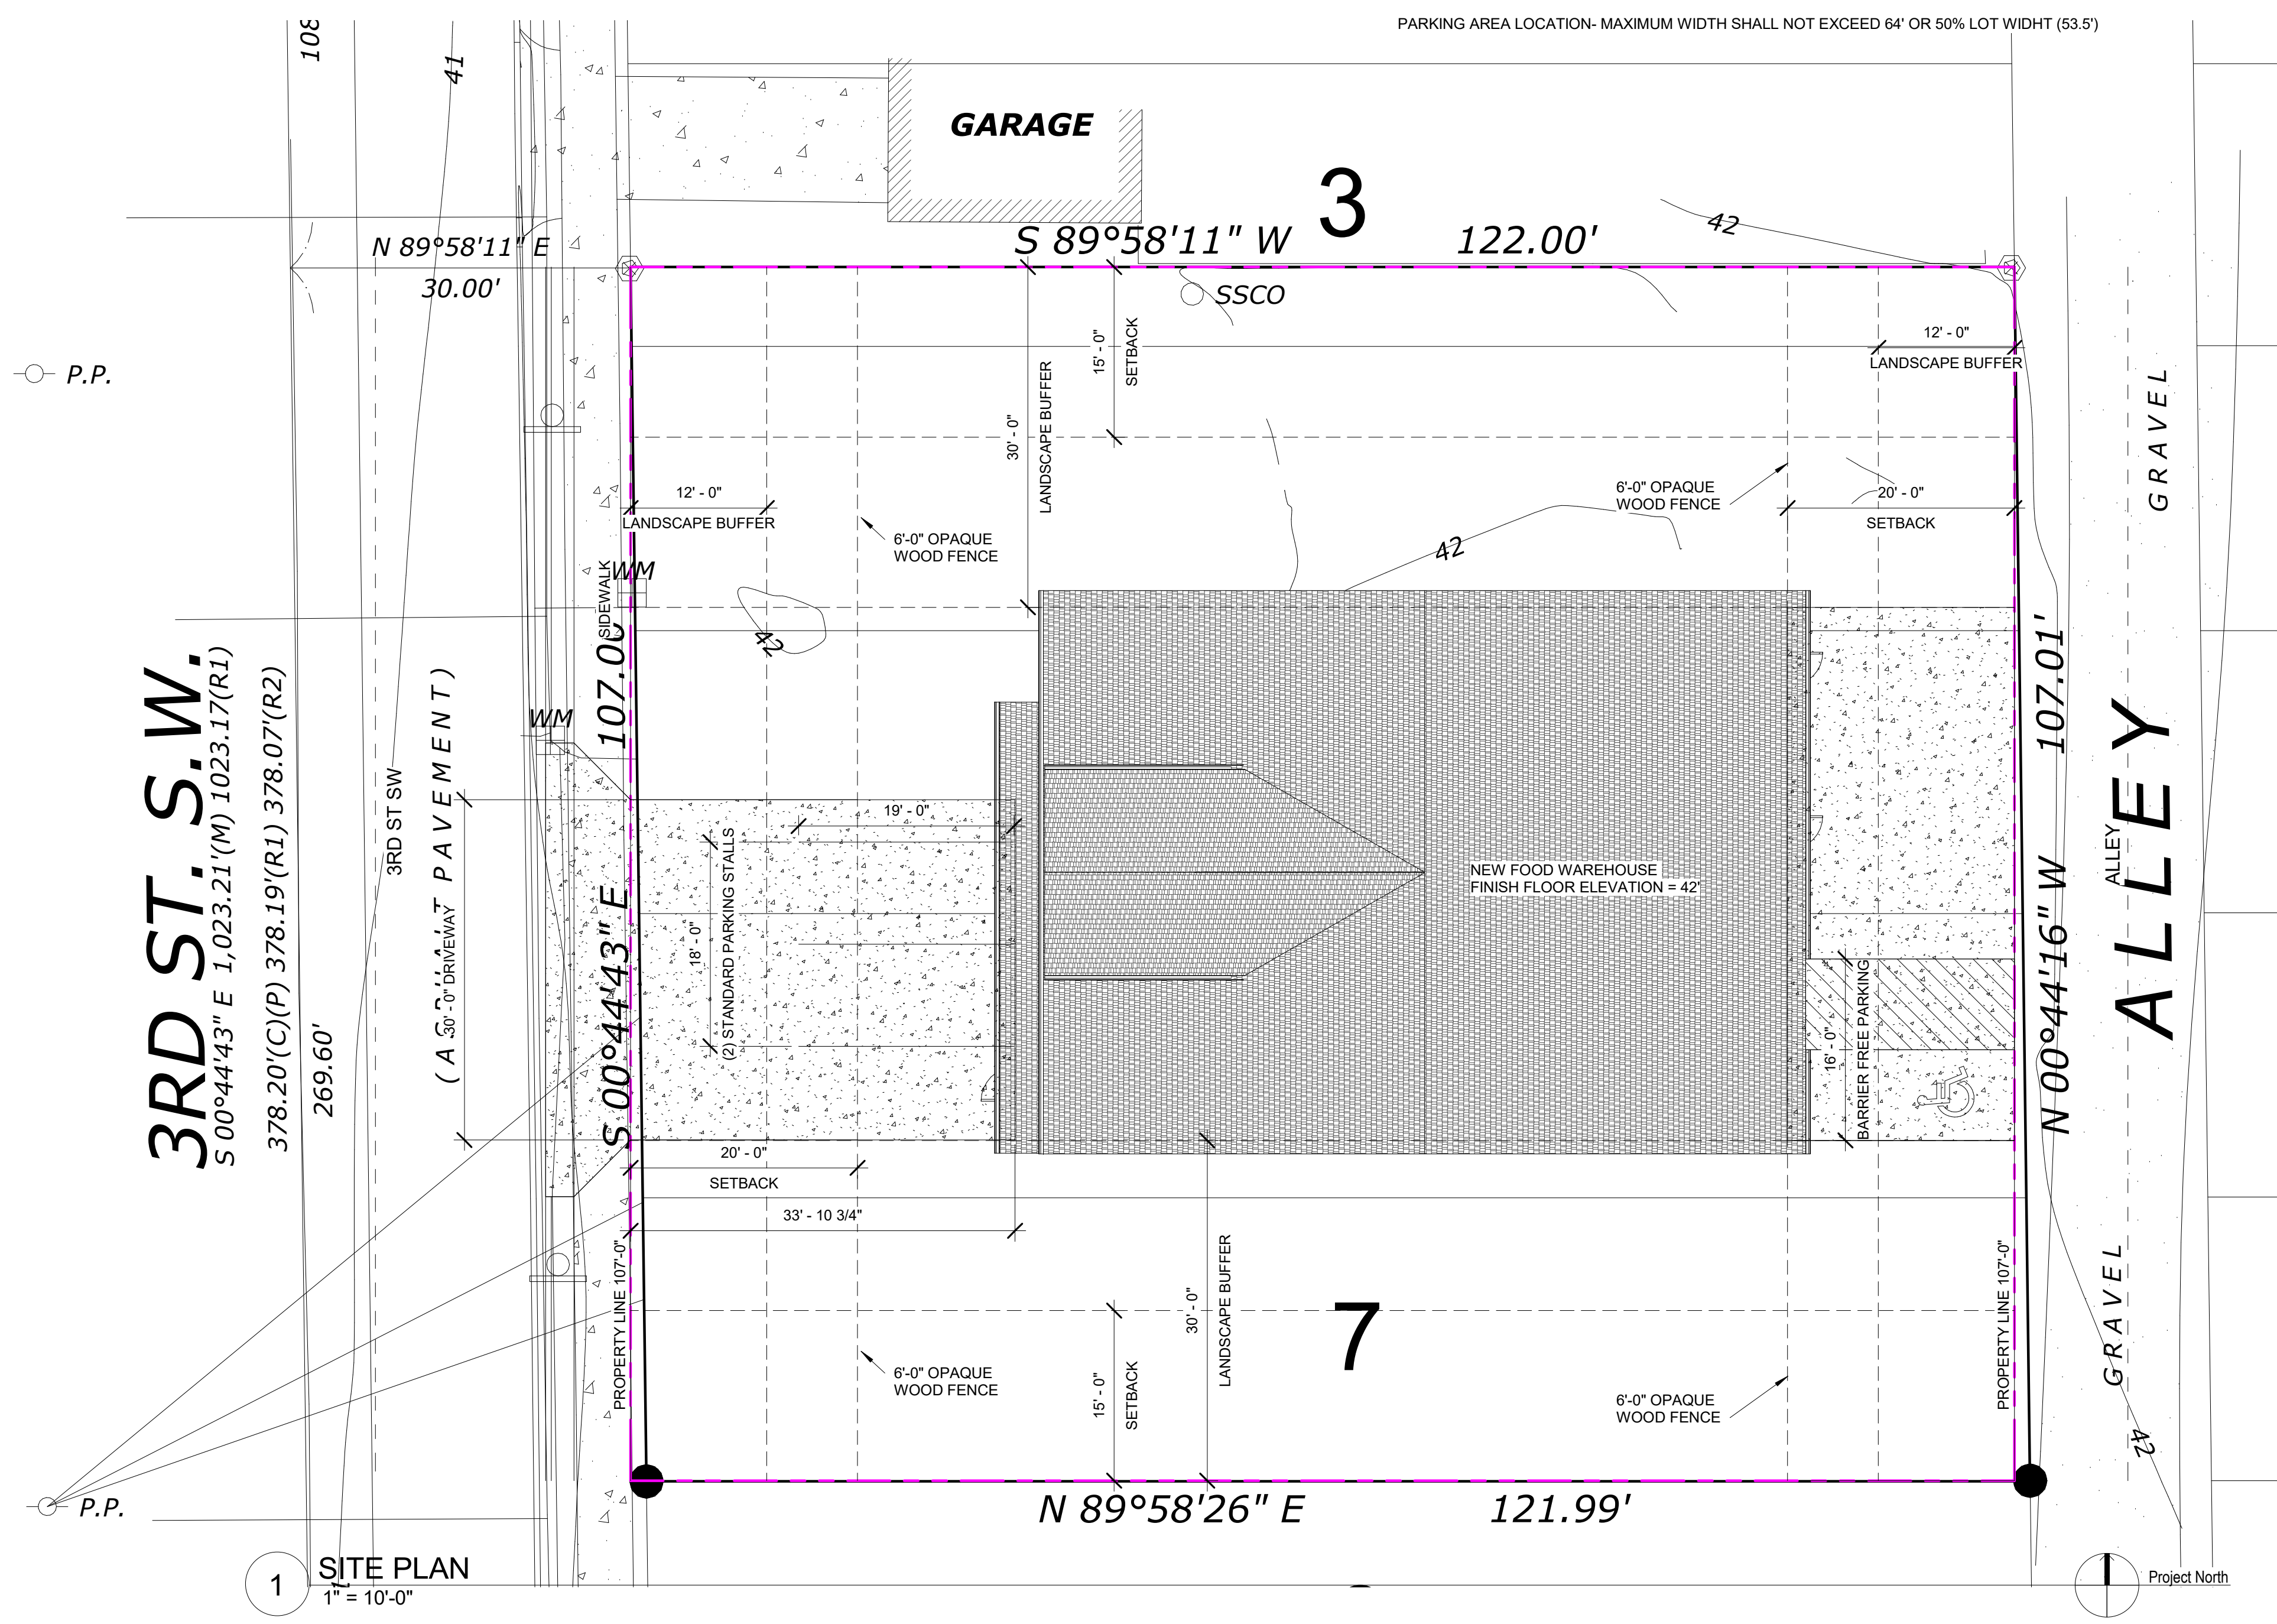 PARKING AREA LOCATION- MAXIMUM WIDTH SHALL NOT EXCEED 64' OR 50% LOT WIDHT (53.5')
108
41
GARAGE
3
N 89°58'11" E
30.00'
S 89°58'11" W 122.00'
42
SSCO
P.P.
15' - 0"
SETBACK
30' - 0"
LANDSCAPE BUFFER
12' - 0"
LANDSCAPE BUFFER
GRAVEL
12' - 0"
LANDSCAPE BUFFER
6'-0" OPAQUE
WOOD FENCE
6'-0" OPAQUE
WOOD FENCE
20' - 0"
SETBACK
42
WM
SIDEWALK
42
WM
3RD ST. S.W.
S 00°44'43" E 1,023.21'(M) 1023.17(R1)
378.20'(C)(P) 378.19'(R1) 378.07'(R2)
269.60'
3RD ST SW
PAVEMENT)
30' - 0" DRIVEWAY
S 00°44'43" E
19' - 0"
18' - 0"
(2) STANDARD PARKING STALLS
NEW FOOD WAREHOUSE
FINISH FLOOR ELEVATION = 42'
16' - 0"
BARRIER FREE PARKING
N 00°44'16" W 107.01'
ALLEY
ALLEY
20' - 0"
SETBACK
33' - 10 3/4"
PROPERTY LINE 107'-0"
30' - 0"
LANDSCAPE BUFFER
7
PROPERTY LINE 107'-0"
GRAVEL
6'-0" OPAQUE
WOOD FENCE
15' - 0"
SETBACK
6'-0" OPAQUE
WOOD FENCE
42
P.P.
N 89°58'26" E 121.99'
1
SITE PLAN
1" = 10'-0"
Project North